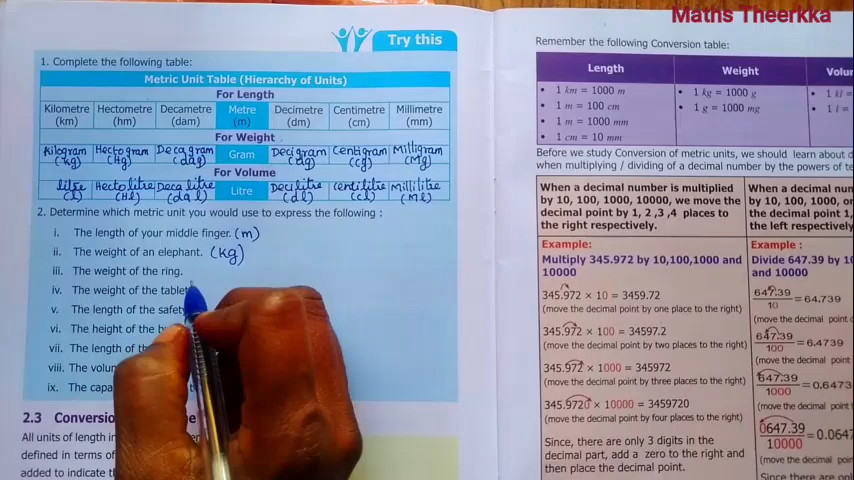 Maths Theerkka
Try this
1. Complete the following table:
Metric Unit Table (Hierarchy of Units)
For Length
Kilometre Hectometre Decametre Metre Decimetre Centimetre Millimetre
(km) (hm) (dam) (m) (dm) (cm) (mm)
For Weight
Kilogram Hectogram Decagram Gram Decigram Centigram Milligram
(kg) (Hg) (dag) (dg) (cg) (Mg)
For Volume
litre Hectolitre Decalitre Litre Decilitre Centilitre Millilitre
(l) (Hl) (dal) (dl) (cl) (Ml)
2. Determine which metric unit you would use to express the following :
i. The length of your middle finger. (m)
ii. The weight of an elephant. (kg)
iii. The weight of the ring.
iv. The weight of the tablet
v. The length of the safety
vi. The height of the
vii. The length of
viii. The
ix. The
2.3
All units of length in
defined in terms of
added to indicate
Remember the following Conversion table:
Length Weight
• 1 km = 1000 m • 1 kg = 1000 g • 1 kl =
• 1 m = 100 cm • 1 g = 1000 mg • 1 l =
• 1 m = 1000 mm
• 1 cm = 10 mm
Before we study Conversion of metric units, we should learn about
when multiplying / dividing of a decimal number by the powers of
When a decimal number is multiplied
by 10, 100, 1000, 10000, we move the
decimal point by 1, 2 ,3 ,4 places to
the right respectively.
Example:
Multiply 345.972 by 10,100,1000 and
10000
345.972 × 10 = 3459.72
(move the decimal point by one place to the right)
345.972 × 100 = 34597.2
(move the decimal point by two places to the right)
345.972 × 1000 = 345972
(move the decimal point by three places to the right)
345.9720 × 10000 = 3459720
(move the decimal point by four places to the right)
Since, there are only 3 digits in the
decimal part, add a zero to the right and
then place the decimal point.
When a decimal
by 10, 100, 1000,
the decimal point 1,
the left respectively
Example :
Divide 647.39 by
and 10000
647.39 / 10 = 64.739
(move the decimal
647.39 / 100 = 6.4739
(move the decimal
647.39 / 1000 = 0.6473
(move the decimal
0647.39 / 10000 = 0.0647
(move the decimal
Since there are